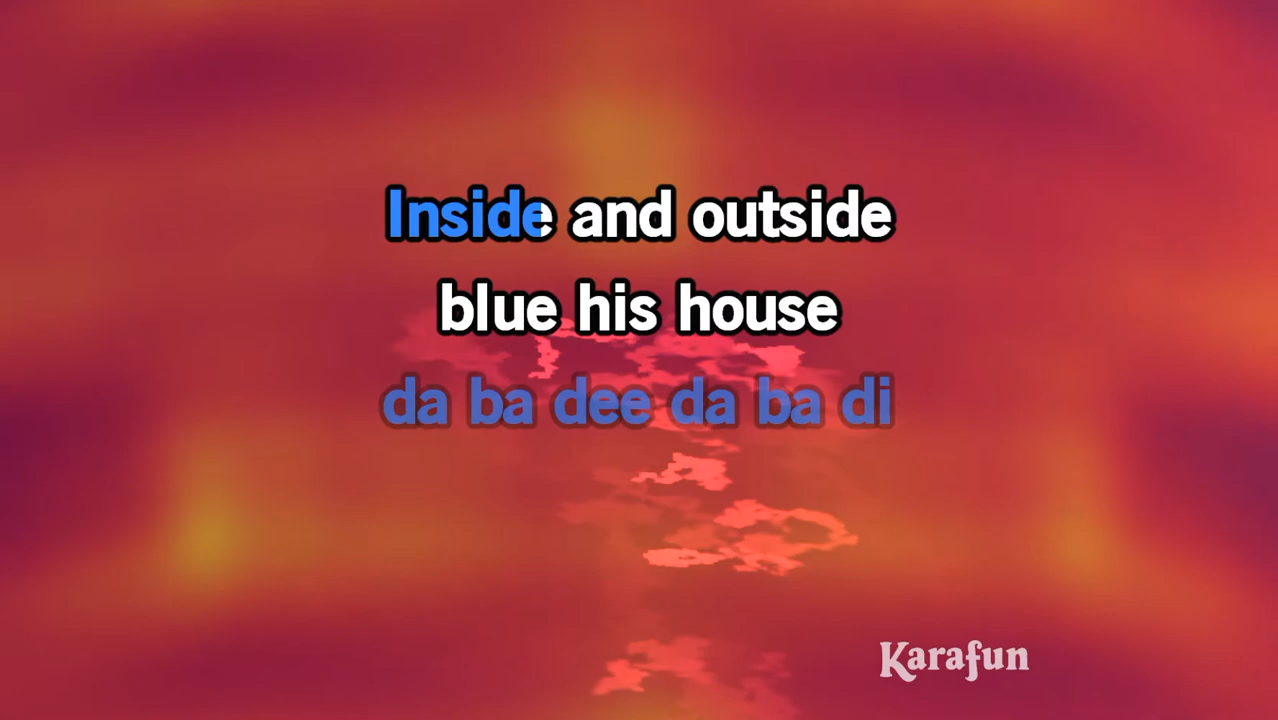 Inside and outside
blue his house
da ba dee da ba di
Karafun